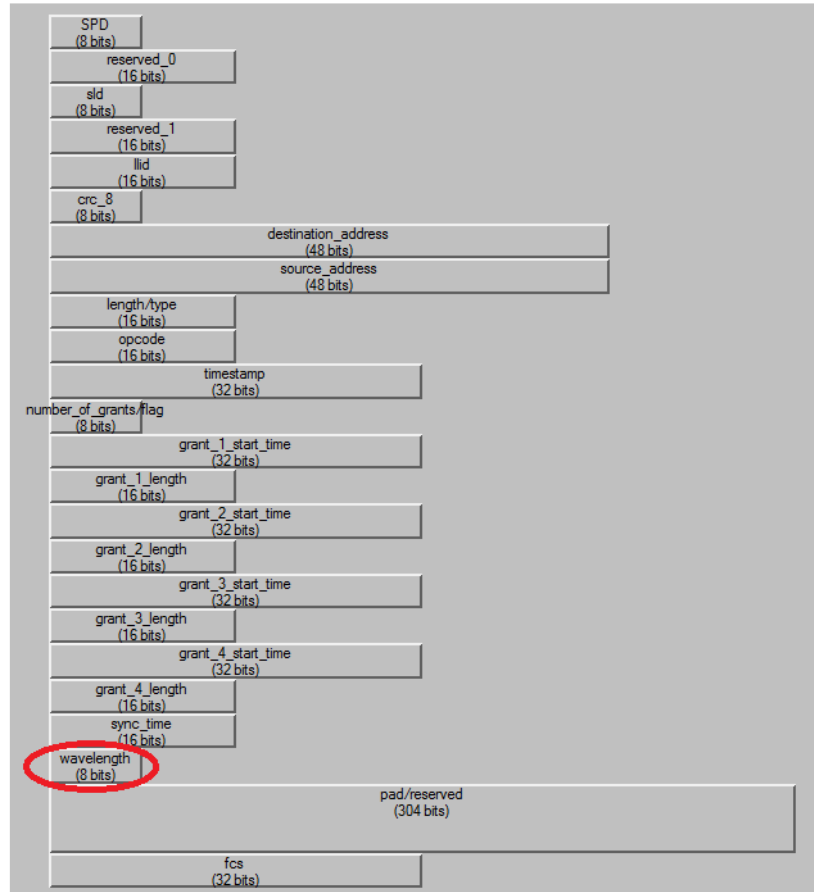 SPD
(8 bits)
reserved_0
(16 bits)
sld
(8 bits)
reserved_1
(16 bits)
llid
(16 bits)
crc_8
(8 bits)
destination_address
(48 bits)
source_address
(48 bits)
length/type
(16 bits)
opcode
(16 bits)
timestamp
(32 bits)
number_of_grants/flag
(8 bits)
grant_1_start_time
(32 bits)
grant_1_length
(16 bits)
grant_2_start_time
(32 bits)
grant_2_length
(16 bits)
grant_3_start_time
(32 bits)
grant_3_length
(16 bits)
grant_4_start_time
(32 bits)
grant_4_length
(16 bits)
sync_time
(16 bits)
wavelength
(8 bits)
pad/reserved
(304 bits)
fcs
(32 bits)